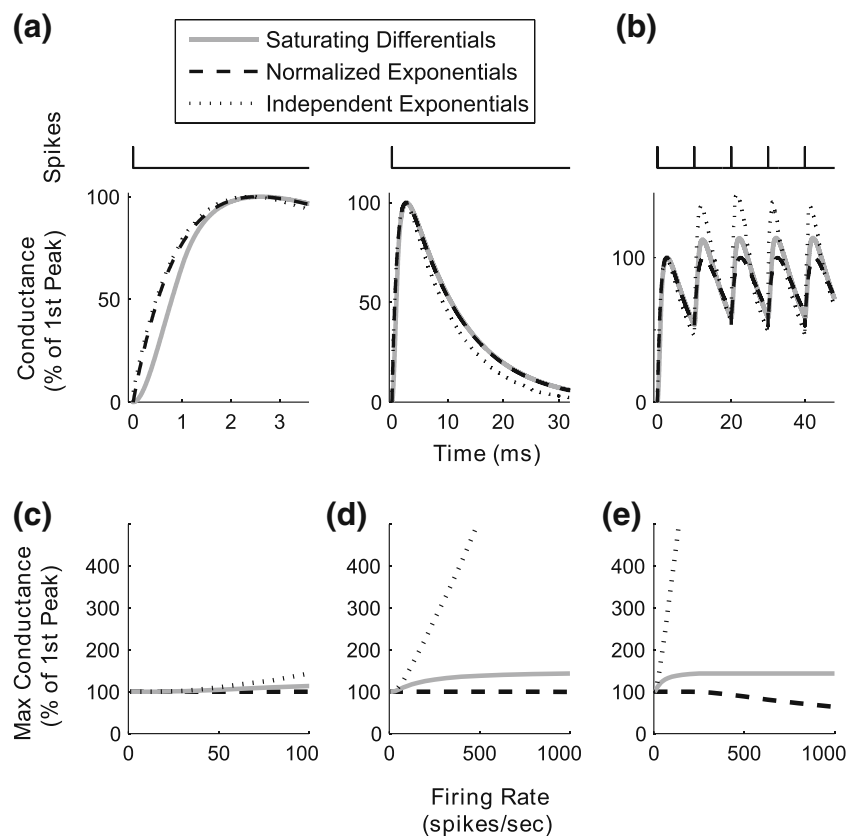 (a)
(b)
Saturating Differentials
Normalized Exponentials
Independent Exponentials
Spikes
Conductance
(% of 1st Peak)
100
50
0
0 1 2 3
100
50
0
0 10 20 30
100
0
0 20 40
Time (ms)
(c)
(d)
(e)
Max Conductance
(% of 1st Peak)
400
300
200
100
0
0 50 100
400
300
200
100
0
0 500 1000
400
300
200
100
0
0 500 1000
Firing Rate
(spikes/sec)